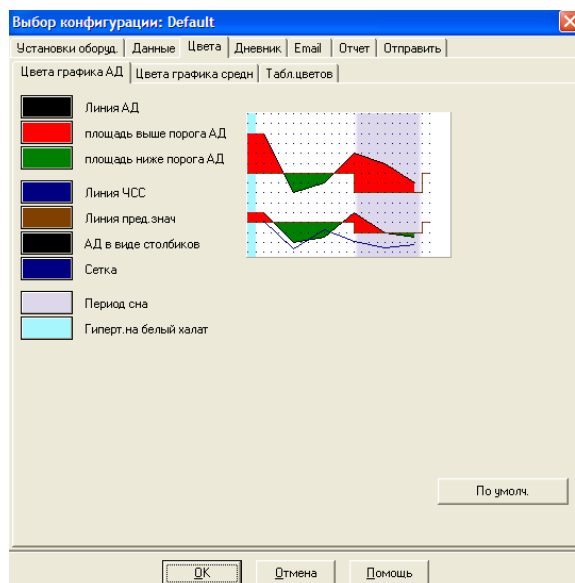 Выбор конфигурации: Default
Установки оборуд. Данные Цвета Дневник Email Отчет Отправить
Цвета графика АД Цвета графика средн Табл.цветов
Линия АД
площадь выше порога АД
площадь ниже порога АД
Линия ЧСС
Линия пред.знач
АД в виде столбиков
Сетка
Период сна
Гиперт.на белый халат
По умолч.
OK Отмена Помощь